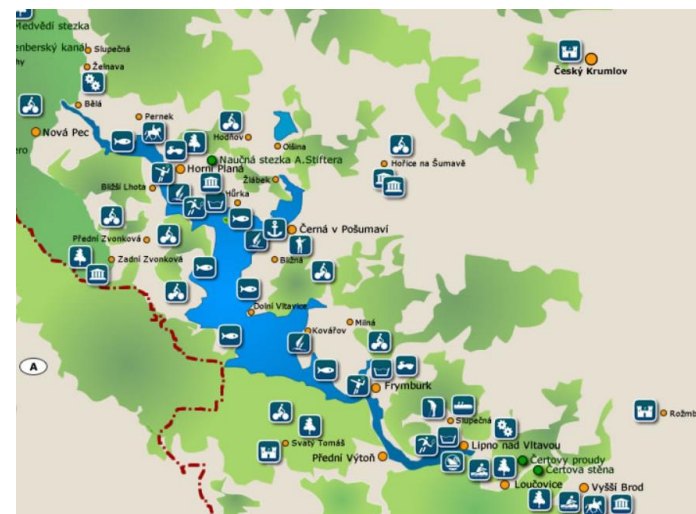 Medvědí stezka
enberský kanál
Slupečná
Želnava
hy
Český Krumlov
Bělá
Pernek
Nová Pec
Hodňov
Olšina
ero
Naučná stezka A.Stiftera
Hořice na Šumavě
Horní Planá
Žlábek
Bližší Lhota
Hůrka
Černá v Pošumaví
Přední Zvonková
Zadní Zvonková
Bližná
Dolní Vltavice
Milná
Kovářov
A
Frymburk
Rožmb
Slupečná
Svatý Tomáš
Lipno nad Vltavou
Přední Výtoň
Čertovy proudy
Čertova stěna
Loučovice
Vyšší Brod